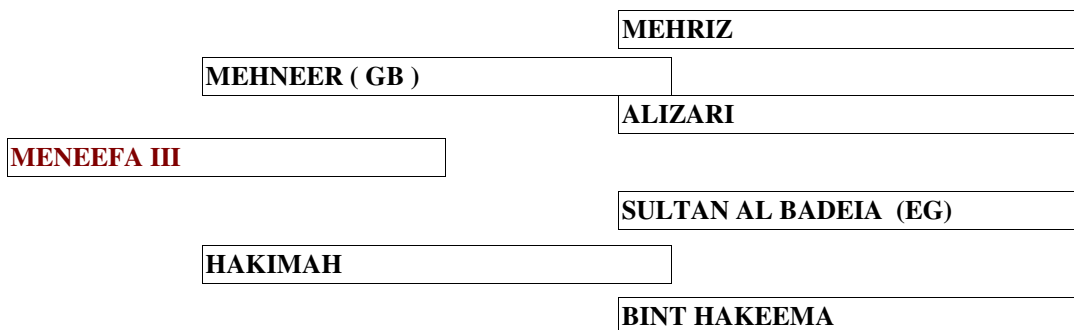 MEHRIZ
MEHNEER ( GB )
ALIZARI
MENEEFA III
SULTAN AL BADEIA (EG)
HAKIMAH
BINT HAKEEMA